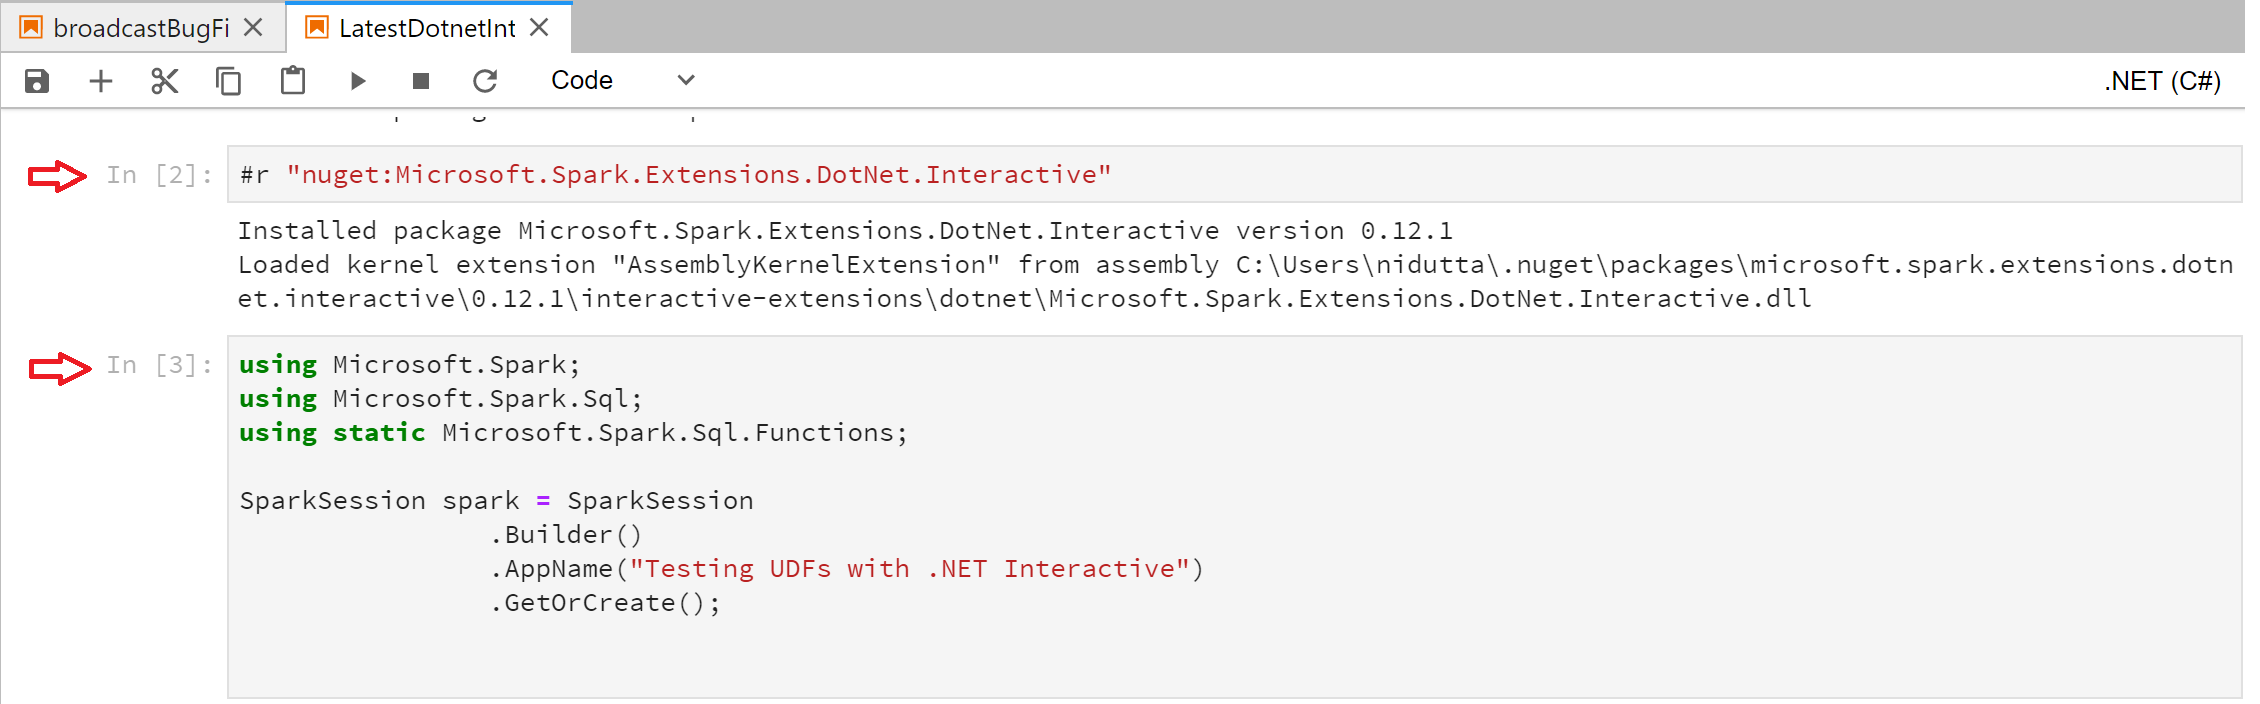 broadcastBugFi
LatestDotnetInt
Code
.NET (C#)
In [2]:
#r "nuget:Microsoft.Spark.Extensions.DotNet.Interactive"
Installed package Microsoft.Spark.Extensions.DotNet.Interactive version 0.12.1
Loaded kernel extension "AssemblyKernelExtension" from assembly C:\Users\nidutta\.nuget\packages\microsoft.spark.extensions.dotn
et.interactive\0.12.1\interactive-extensions\dotnet\Microsoft.Spark.Extensions.DotNet.Interactive.dll
In [3]:
using Microsoft.Spark;
using Microsoft.Spark.Sql;
using static Microsoft.Spark.Sql.Functions;
SparkSession spark = SparkSession
.Builder()
.AppName("Testing UDFs with .NET Interactive")
.GetOrCreate();